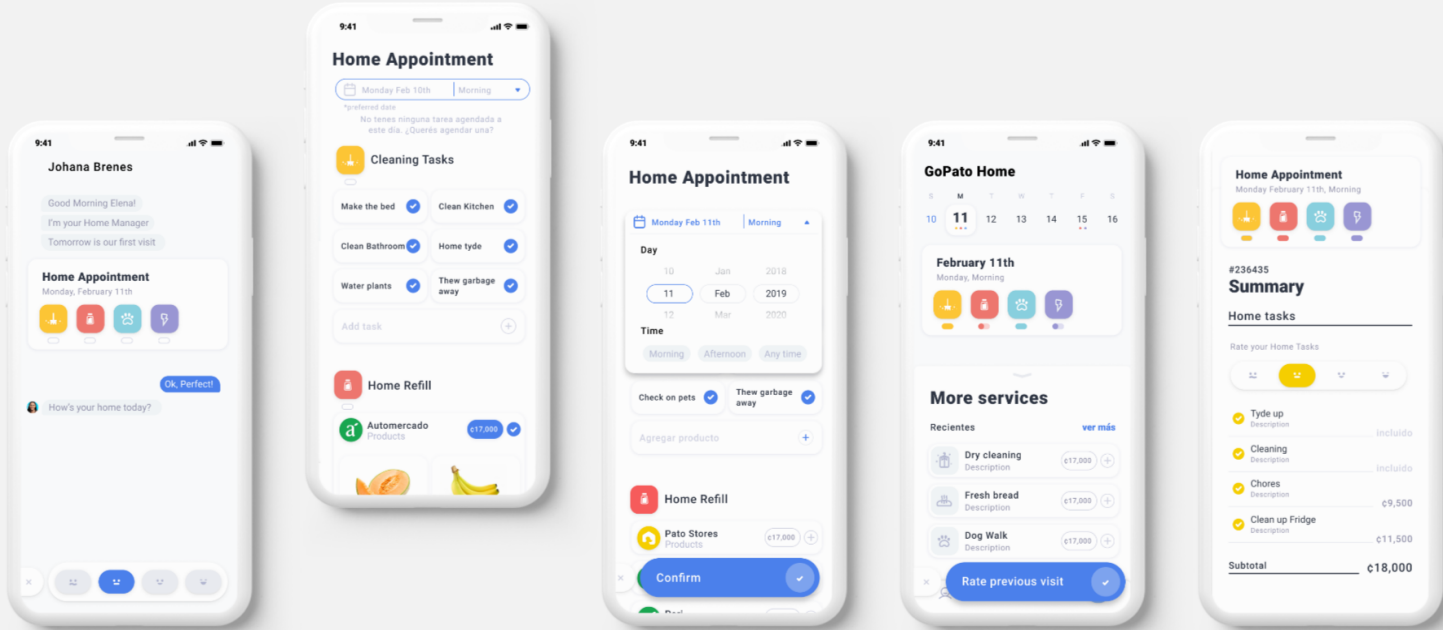 9:41
Johana Brenes
Good Morning Elena!
I'm your Home Manager
Tomorrow is our first visit
Home Appointment
Monday, February 11th
Ok, Perfect!
How's your home today?
×
9:41
Home Appointment
Monday Feb 10th
Morning
*preferred date
No tenes ninguna tarea agendada a
este día. ¿Querés agendar una?
Cleaning Tasks
Make the bed
Clean Kitchen
Clean Bathroom
Home tyde
Water plants
Thew garbage
away
Add task
Home Refill
a
Automercado
Products
¢17,000
9:41
Home Appointment
Monday Feb 11th
Morning
Day
10 Jan 2018
11 Feb 2019
12 Mar 2020
Time
Morning
Afternoon
Any time
Check on pets
Thew garbage
away
Agregar producto
+
Home Refill
Pato Stores
Products
¢17,000
+
×
Confirm
9:41
GoPato Home
S M T W T F S
10 11 12 13 14 15 16
February 11th
Monday, Morning
More services
Recientes
ver más
Dry cleaning
Description
¢17,000
+
Fresh bread
Description
¢17,000
+
Dog Walk
Description
¢17,000
+
×
Rate previous visit
Home Appointment
Monday February 11th, Morning
#236435
Summary
Home tasks
Rate your Home Tasks
Tyde up
Description
incluido
Cleaning
Description
incluido
Chores
Description
¢9,500
Clean up Fridge
Description
¢11,500
Subtotal
¢18,000